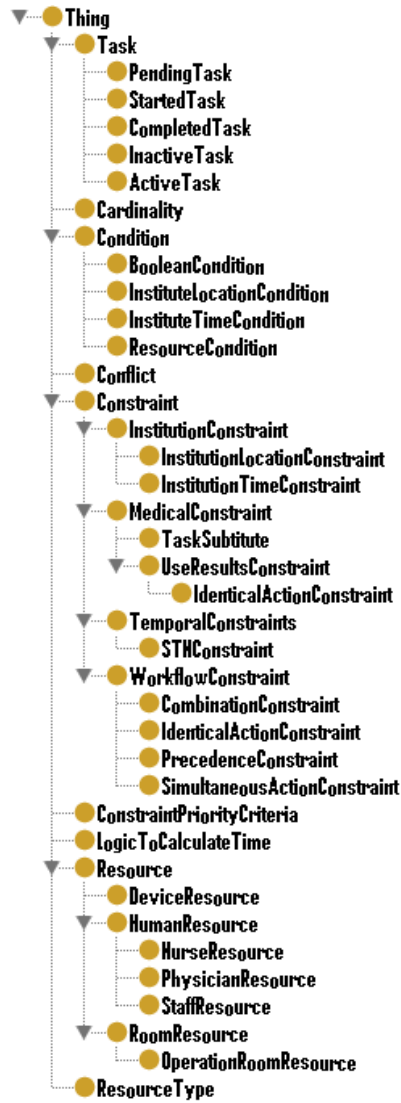 Thing
Task
PendingTask
StartedTask
CompletedTask
InactiveTask
ActiveTask
Cardinality
Condition
BooleanCondition
InstituteLocationCondition
InstituteTimeCondition
ResourceCondition
Conflict
Constraint
InstitutionConstraint
InstitutionLocationConstraint
InstitutionTimeConstraint
MedicalConstraint
TaskSubtitute
UseResultsConstraint
IdenticalActionConstraint
TemporalConstraints
STNConstraint
WorkflowConstraint
CombinationConstraint
IdenticalActionConstraint
PrecedenceConstraint
SimultaneousActionConstraint
ConstraintPriorityCriteria
LogicToCalculateTime
Resource
DeviceResource
HumanResource
NurseResource
PhysicianResource
StaffResource
RoomResource
OperationRoomResource
ResourceType